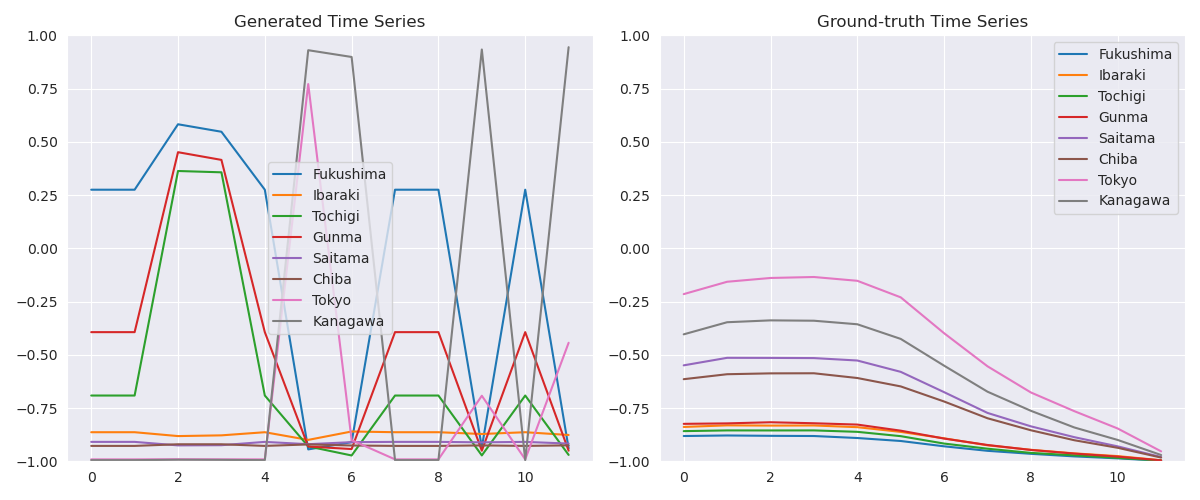 Generated Time Series
1.00
0.75
0.50
0.25
0.00
−0.25
−0.50
−0.75
−1.00
0 2 4 6 8 10
Fukushima
Ibaraki
Tochigi
Gunma
Saitama
Chiba
Tokyo
Kanagawa
Ground-truth Time Series
1.00
0.75
0.50
0.25
0.00
−0.25
−0.50
−0.75
−1.00
0 2 4 6 8 10
Fukushima
Ibaraki
Tochigi
Gunma
Saitama
Chiba
Tokyo
Kanagawa